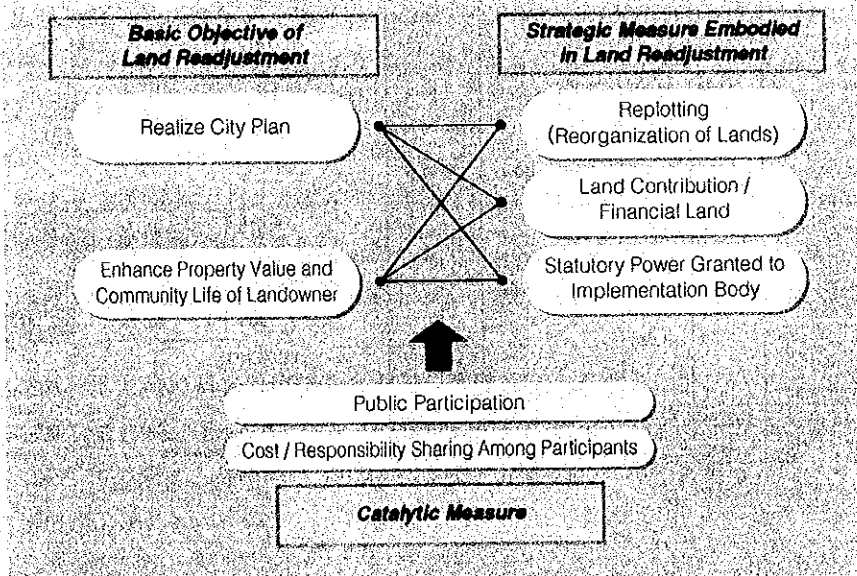 Basic Objective of
Land Readjustment
Strategic Measure Embodied
in Land Readjustment
Realize City Plan
Replotting
(Reorganization of Lands)
Land Contribution /
Financial Land
Enhance Property Value and
Community Life of Landowner
Statutory Power Granted to
Implementation Body
Public Participation
Cost / Responsibility Sharing Among Participants
Catalytic Measure